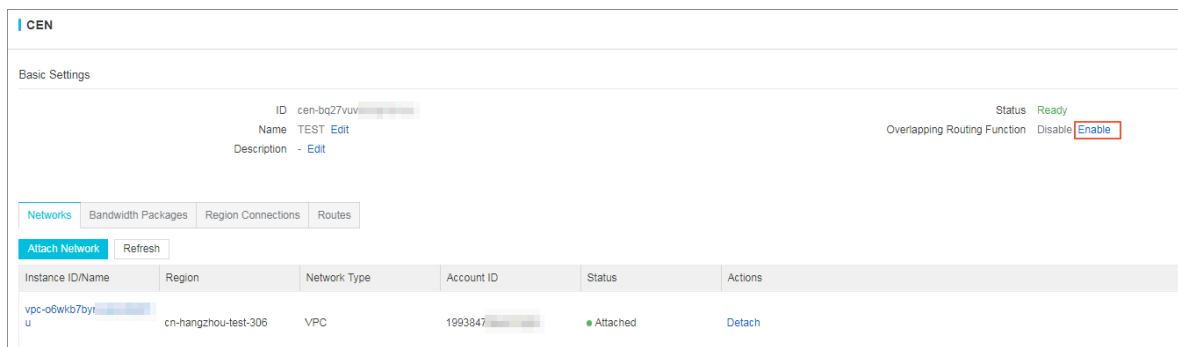 CEN
Basic Settings
ID cen-bq27vuv
Status Ready
Name TEST Edit
Overlapping Routing Function Disable Enable
Description - Edit
Networks Bandwidth Packages Region Connections Routes
Attach Network Refresh
Instance ID/Name Region Network Type Account ID Status Actions
vpc-o6wkb7byr
u
cn-hangzhou-test-306 VPC 1993847 Attached Detach